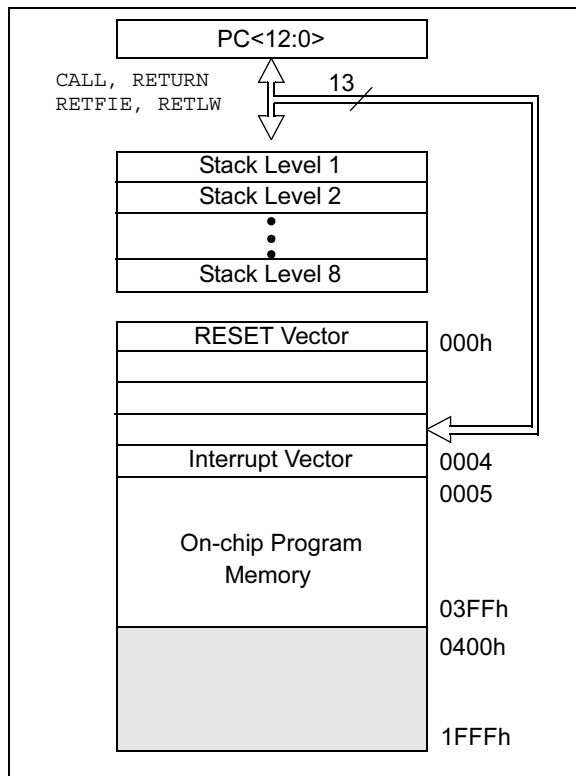 PC<12:0>
CALL, RETURN
RETFIE, RETLW
13
Stack Level 1
Stack Level 2
Stack Level 8
RESET Vector
000h
Interrupt Vector
0004
0005
On-chip Program
Memory
03FFh
0400h
1FFFh